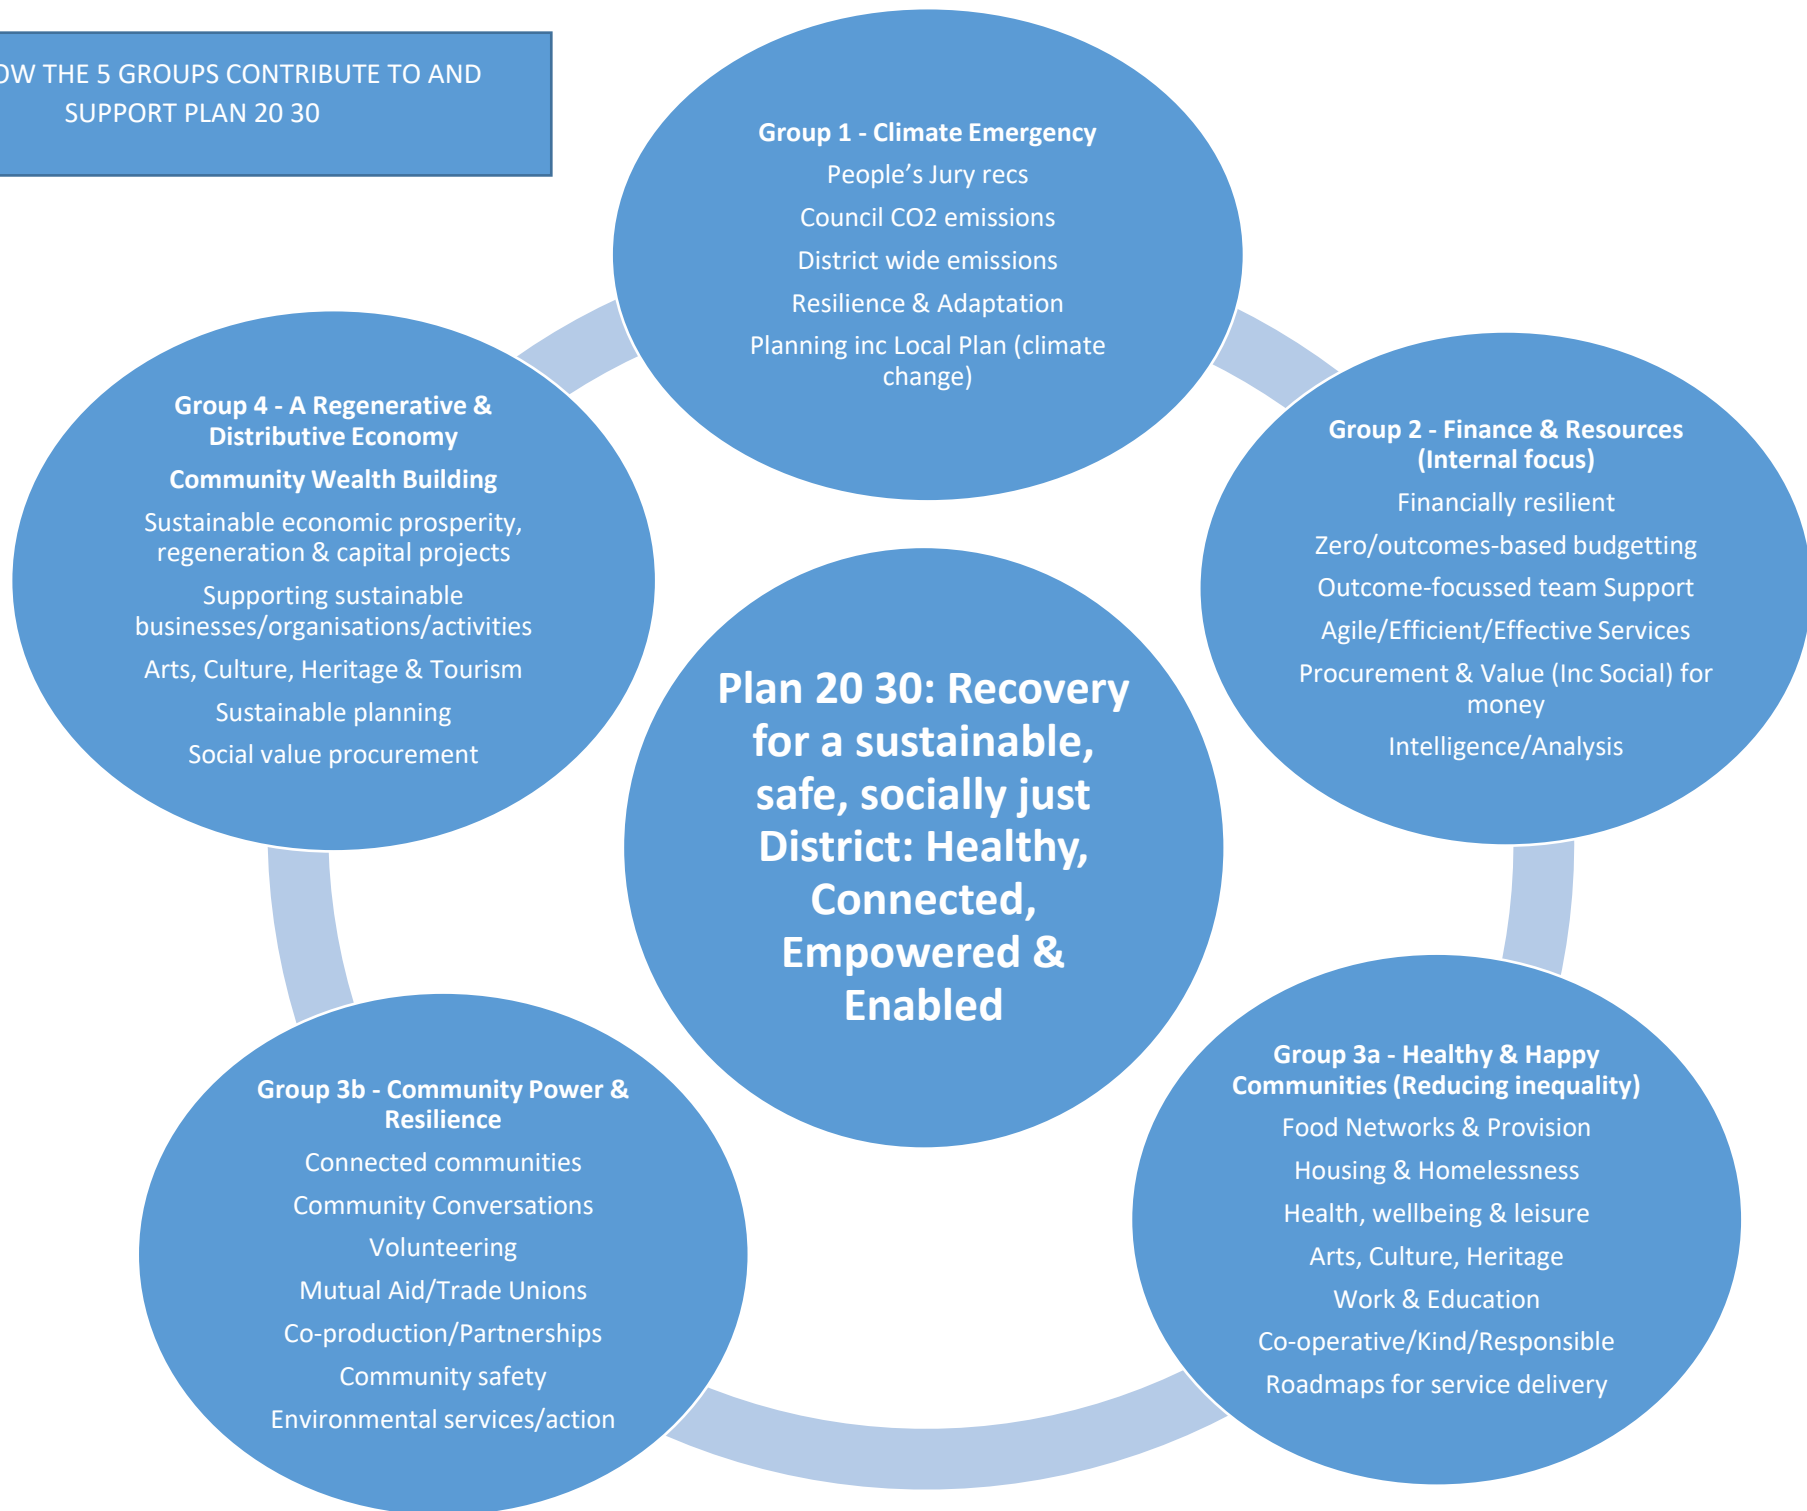 OW THE 5 GROUPS CONTRIBUTE TO AND
SUPPORT PLAN 20 30
Group 1 - Climate Emergency
People’s Jury recs
Council CO2 emissions
District wide emissions
Resilience & Adaptation
Planning inc Local Plan (climate
change)
Group 2 - Finance & Resources
(Internal focus)
Financially resilient
Zero/outcomes-based budgetting
Outcome-focussed team Support
Agile/Efficient/Effective Services
Procurement & Value (Inc Social) for
money
Intelligence/Analysis
Group 3a - Healthy & Happy
Communities (Reducing inequality)
Food Networks & Provision
Housing & Homelessness
Health, wellbeing & leisure
Arts, Culture, Heritage
Work & Education
Co-operative/Kind/Responsible
Roadmaps for service delivery
Group 3b - Community Power &
Resilience
Connected communities
Community Conversations
Volunteering
Mutual Aid/Trade Unions
Co-production/Partnerships
Community safety
Environmental services/action
Group 4 - A Regenerative &
Distributive Economy
Community Wealth Building
Sustainable economic prosperity,
regeneration & capital projects
Supporting sustainable
businesses/organisations/activities
Arts, Culture, Heritage & Tourism
Sustainable planning
Social value procurement
Plan 20 30: Recovery
for a sustainable,
safe, socially just
District: Healthy,
Connected,
Empowered &
Enabled